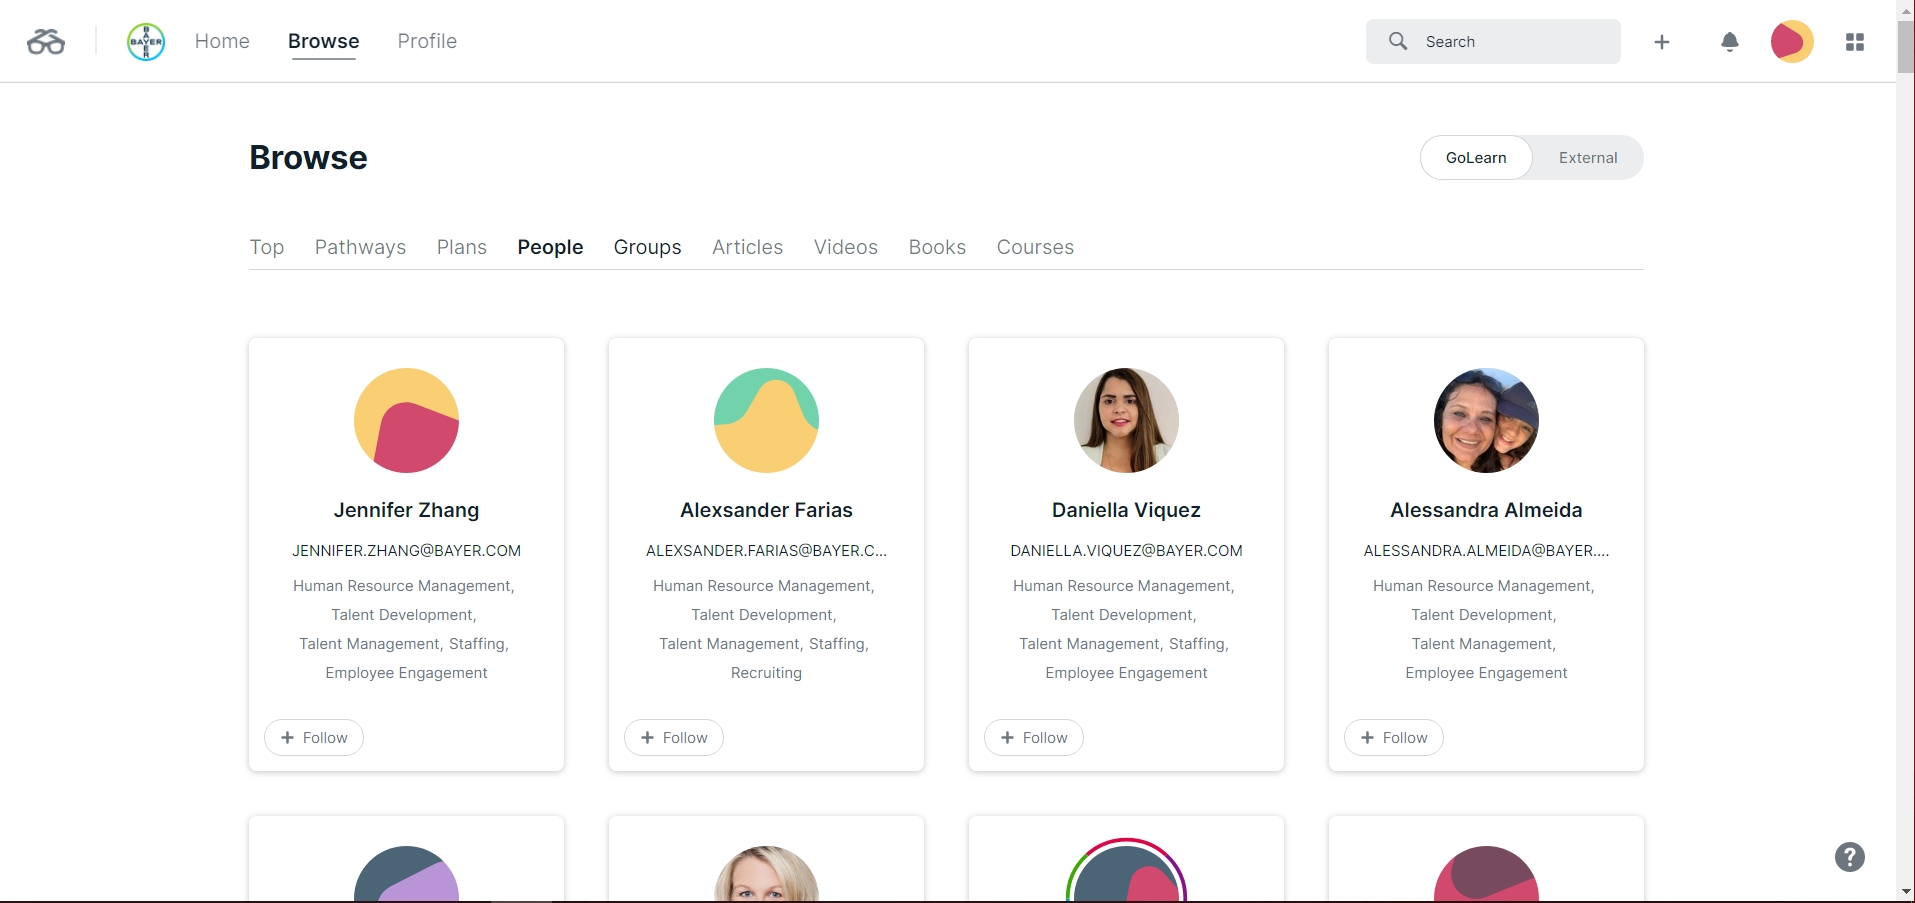 BAYER
BAYER
Home
Browse
Profile
Search
Browse
GoLearn
External
Top
Pathways
Plans
People
Groups
Articles
Videos
Books
Courses
Jennifer Zhang
JENNIFER.ZHANG@BAYER.COM
Human Resource Management,
Talent Development,
Talent Management, Staffing,
Employee Engagement
+ Follow
Alexsander Farias
ALEXSANDER.FARIAS@BAYER.C...
Human Resource Management,
Talent Development,
Talent Management, Staffing,
Recruiting
+ Follow
Daniella Viquez
DANIELLA.VIQUEZ@BAYER.COM
Human Resource Management,
Talent Development,
Talent Management, Staffing,
Employee Engagement
+ Follow
Alessandra Almeida
ALESSANDRA.ALMEIDA@BAYER....
Human Resource Management,
Talent Development,
Talent Management,
Employee Engagement
+ Follow
?